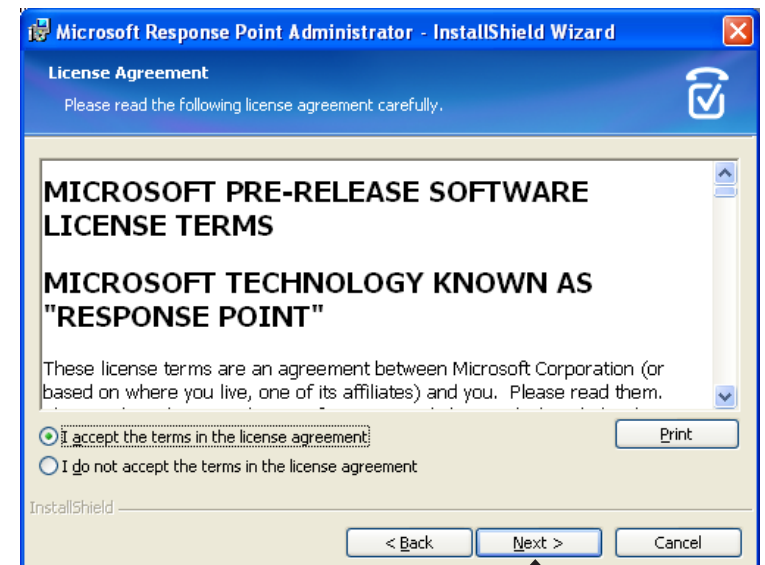 Microsoft Response Point Administrator - InstallShield Wizard
License Agreement
Please read the following license agreement carefully.
MICROSOFT PRE-RELEASE SOFTWARE
LICENSE TERMS
MICROSOFT TECHNOLOGY KNOWN AS
"RESPONSE POINT"
These license terms are an agreement between Microsoft Corporation (or
based on where you live, one of its affiliates) and you.  Please read them.
I accept the terms in the license agreement
Print
I do not accept the terms in the license agreement
InstallShield
< Back
Next >
Cancel